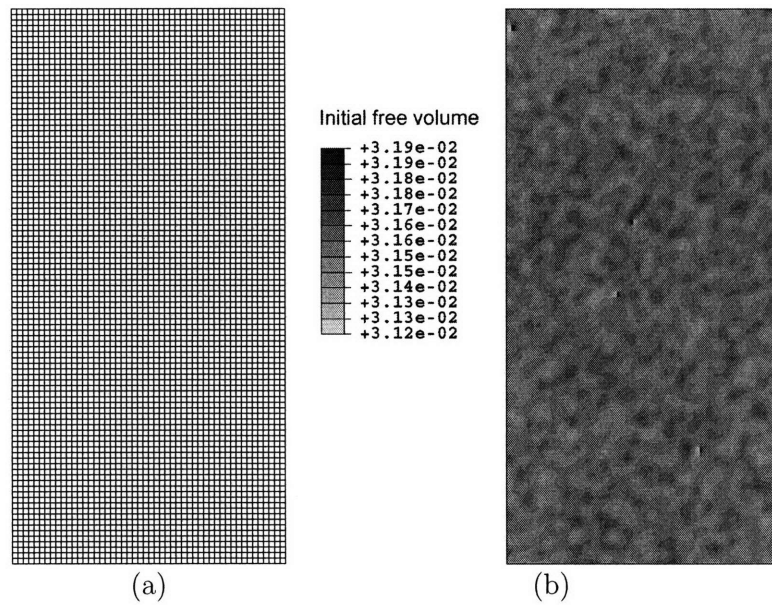 Initial free volume
+3.19e-02
+3.19e-02
+3.18e-02
+3.18e-02
+3.17e-02
+3.16e-02
+3.16e-02
+3.15e-02
+3.15e-02
+3.14e-02
+3.13e-02
+3.13e-02
+3.12e-02
(a)
(b)